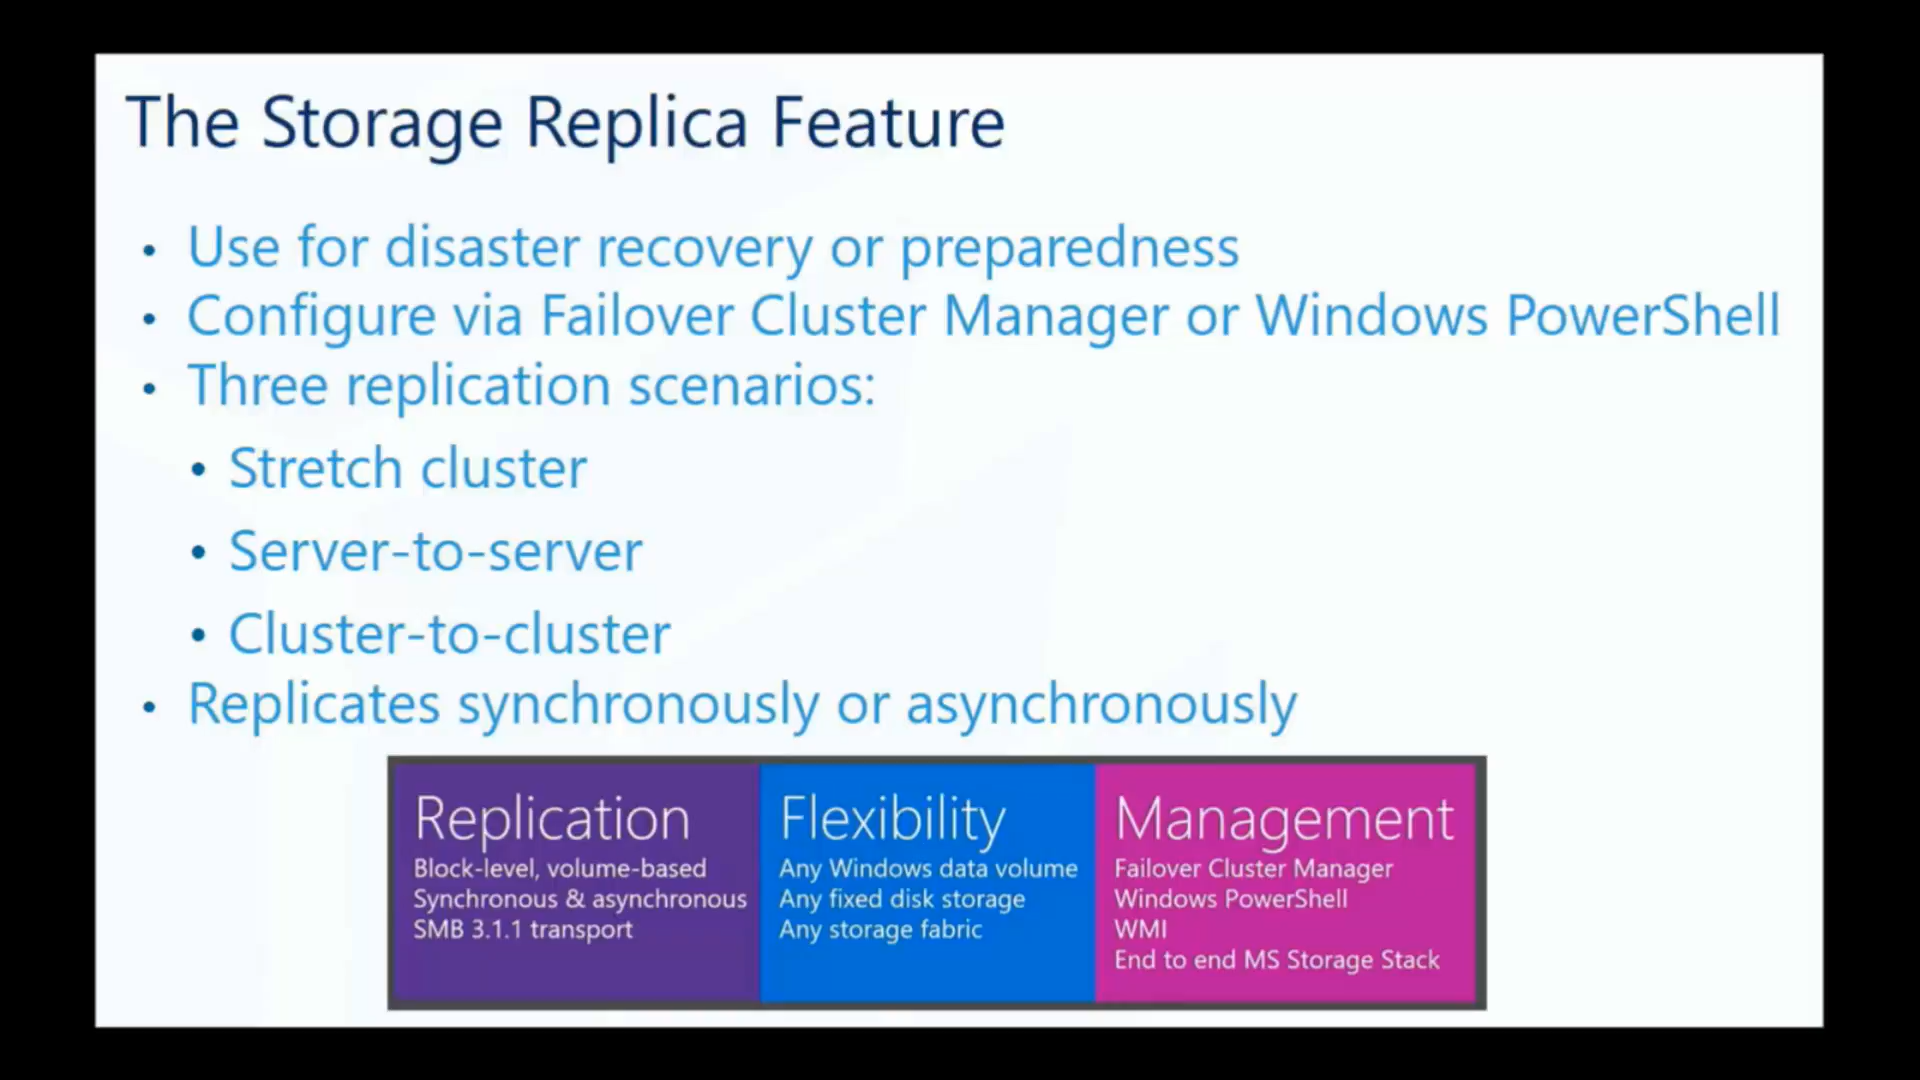 The Storage Replica Feature
• Use for disaster recovery or preparedness
• Configure via Failover Cluster Manager or Windows PowerShell
• Three replication scenarios:
• Stretch cluster
• Server-to-server
• Cluster-to-cluster
• Replicates synchronously or asynchronously
Replication
Block-level, volume-based
Synchronous & asynchronous
SMB 3.1.1 transport
Flexibility
Any Windows data volume
Any fixed disk storage
Any storage fabric
Management
Failover Cluster Manager
Windows PowerShell
WMI
End to end MS Storage Stack